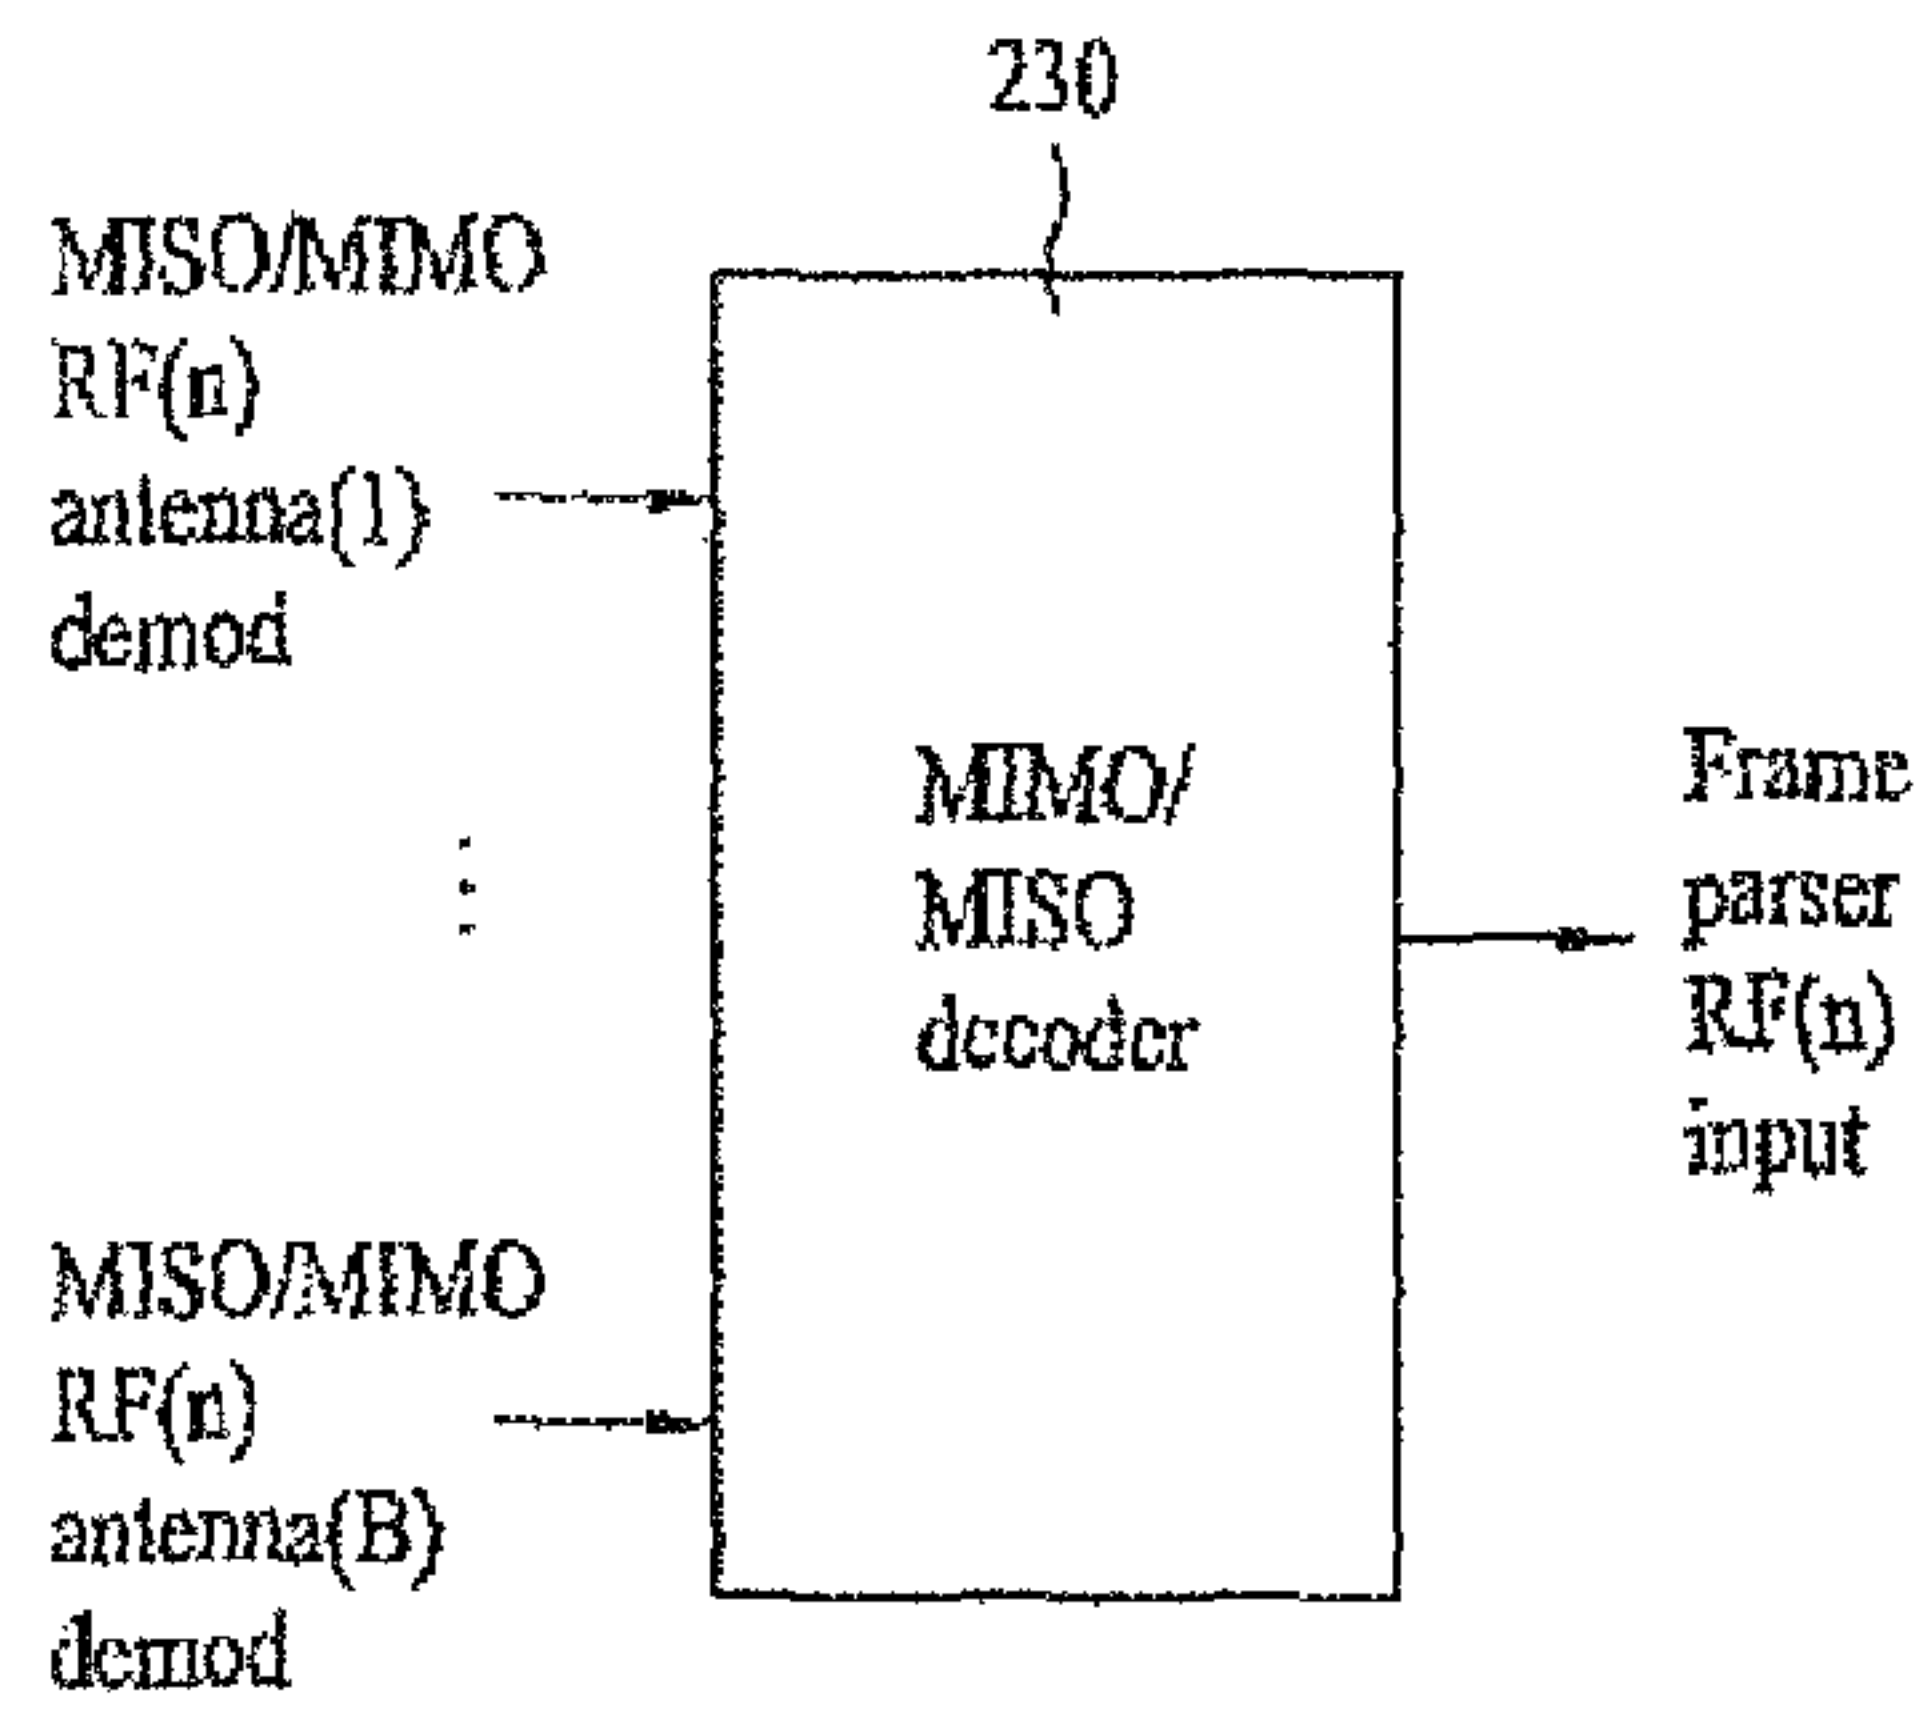 230
MISO/MIMO
RF(n)
antenna(1)
demod
MIMO/
MISO
decoder
Frame
parser
RF(n)
input
MISO/MIMO
RF(n)
antenna(B)
demod